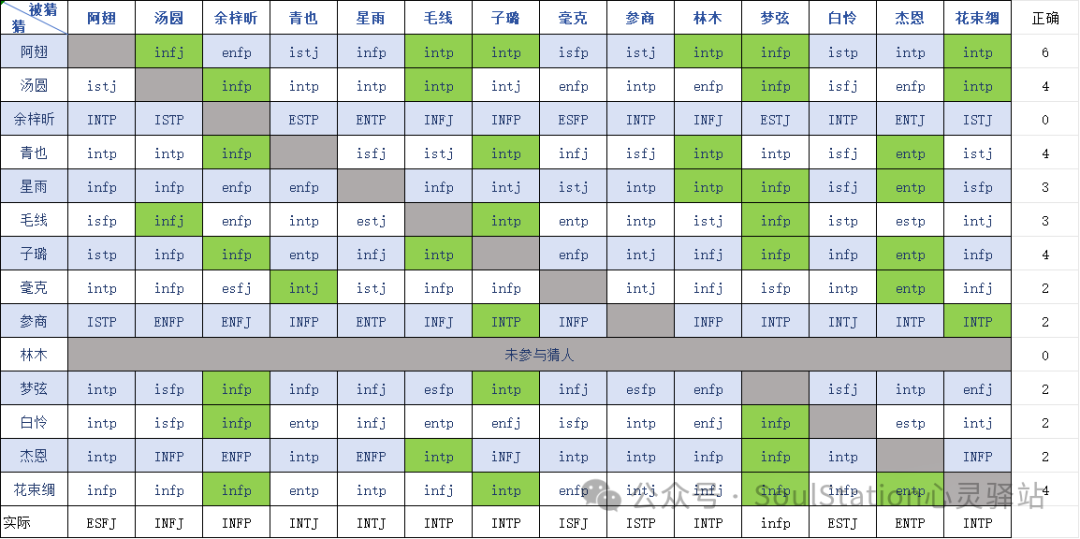 被猜 猜 阿翅 汤圆 余梓昕 青也 星雨 毛线 子璐 毫克 参商 林木 梦弦 白怜 杰恩 花束绸 正确
阿翅 infj enfp istj infp intp intp isfp istj intp infp istp intp intp 6
汤圆 istj infp intp intp intp intj enfp intp enfp infp isfj enfp intp 4
余梓昕 INTP ISTP ESTP ENTP INFJ INFP ESFP INTP INFJ ESTJ INTP ENTJ ISTJ 0
青也 intp intp infp isfj istj intp infj isfj intp intp isfj entp istj 4
星雨 infp infp enfp enfp infp intj istj intp intp infp isfj entp isfp 3
毛线 isfp infj enfp intp estj intp entp intp istj infp istp estp intj 3
子璐 istp infp infp entp infj intp enfp intj infj infp infp entp infp 4
毫克 intp infp esfj intj istj infp infp intj infj isfp intp entp infj 2
参商 ISTP ENFP ENFJ INFP ENTP INFJ INTP INFP INFP INTP INTJ INTP INTP 2
林木 未参与猜人 0
梦弦 intp isfp infp intp infj estp intp infj esfp enfp isfj intp enfj 2
白怜 intp isfp infp entp infj entp enfj isfp intp enfp infp estp intj 2
杰恩 intp INFP ENFP intp ENFP intp iNFJ intp intp infp infp intp INFP 2
花束绸 infp infp infp entp intp infj intp enfp intj infj infp infp entp 4
实际 ESFJ INFJ INFP INTJ INTJ INTP INTP ISFJ ISTP INTP infp ESTJ ENTP INTP
公众号 · SoulStation心灵驿站